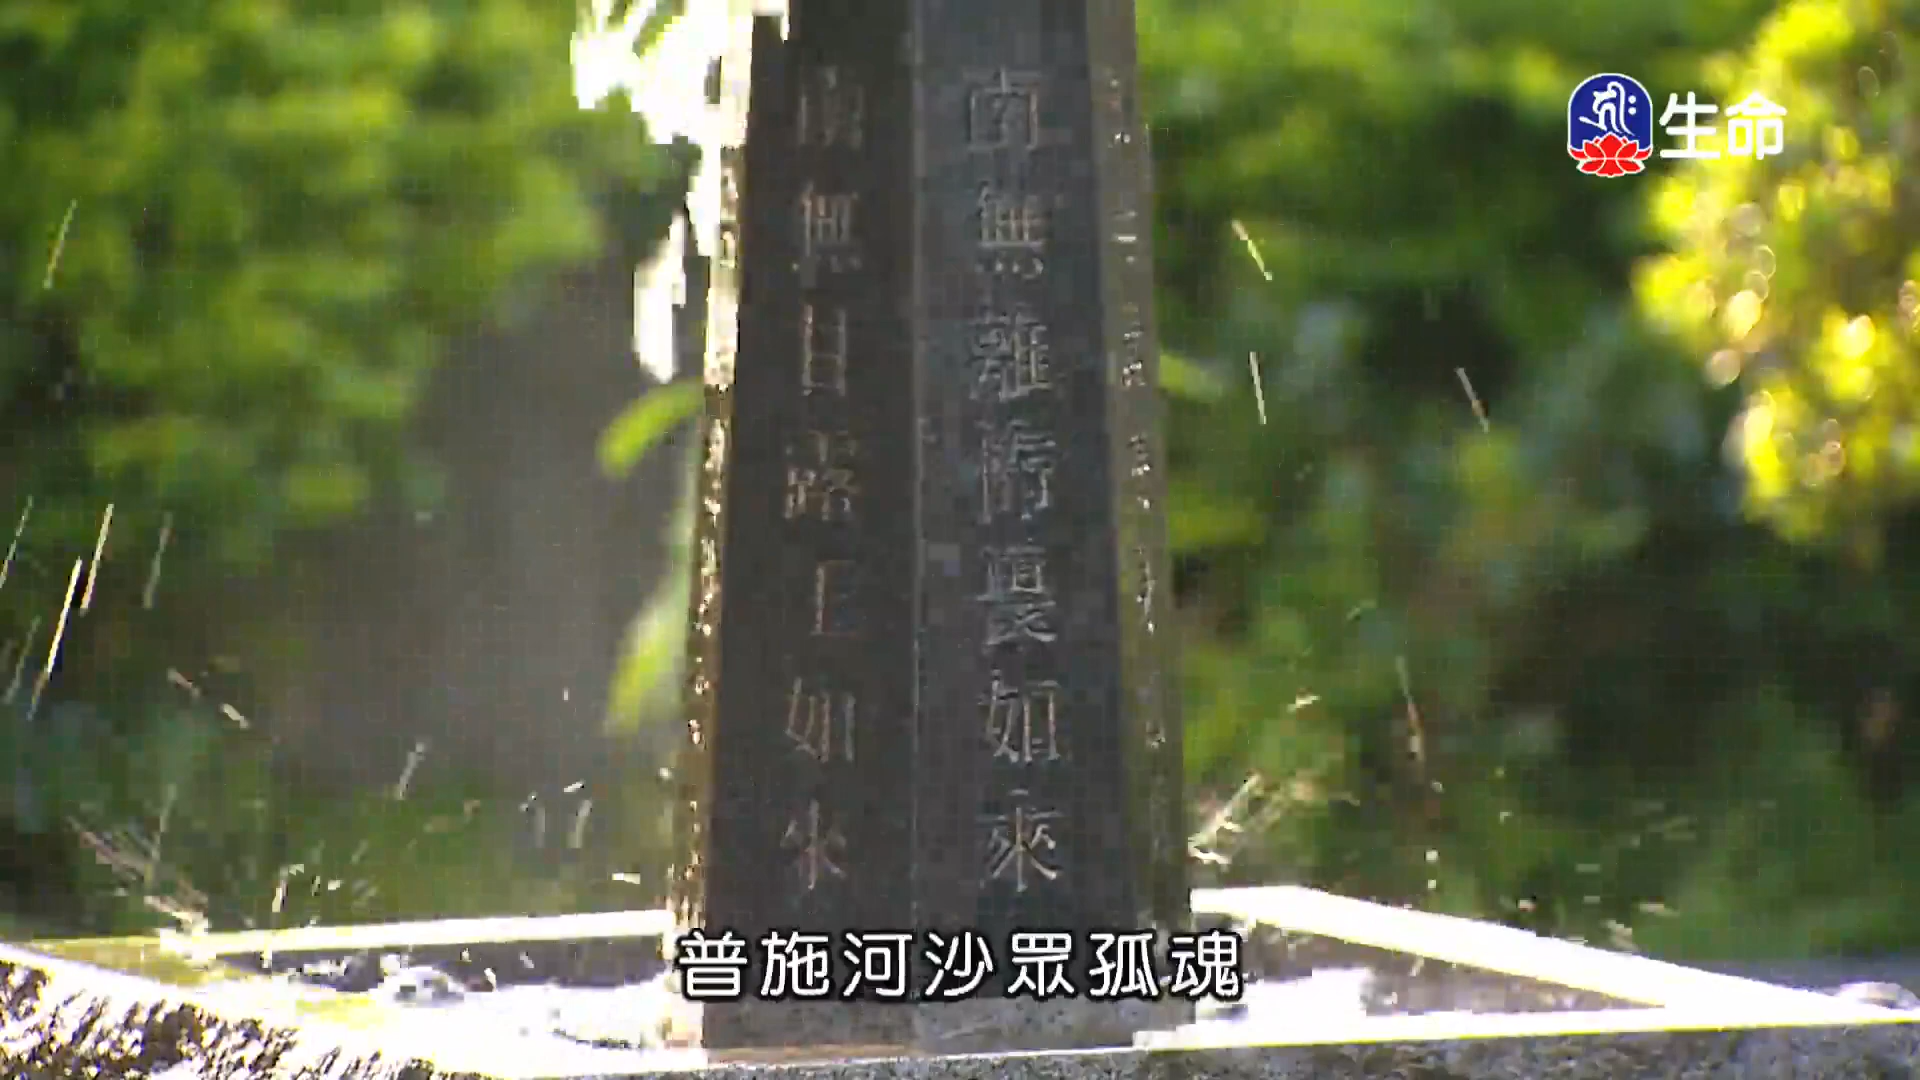 生命
南無離怖畏如來
南無甘露王如來
普施河沙眾孤魂